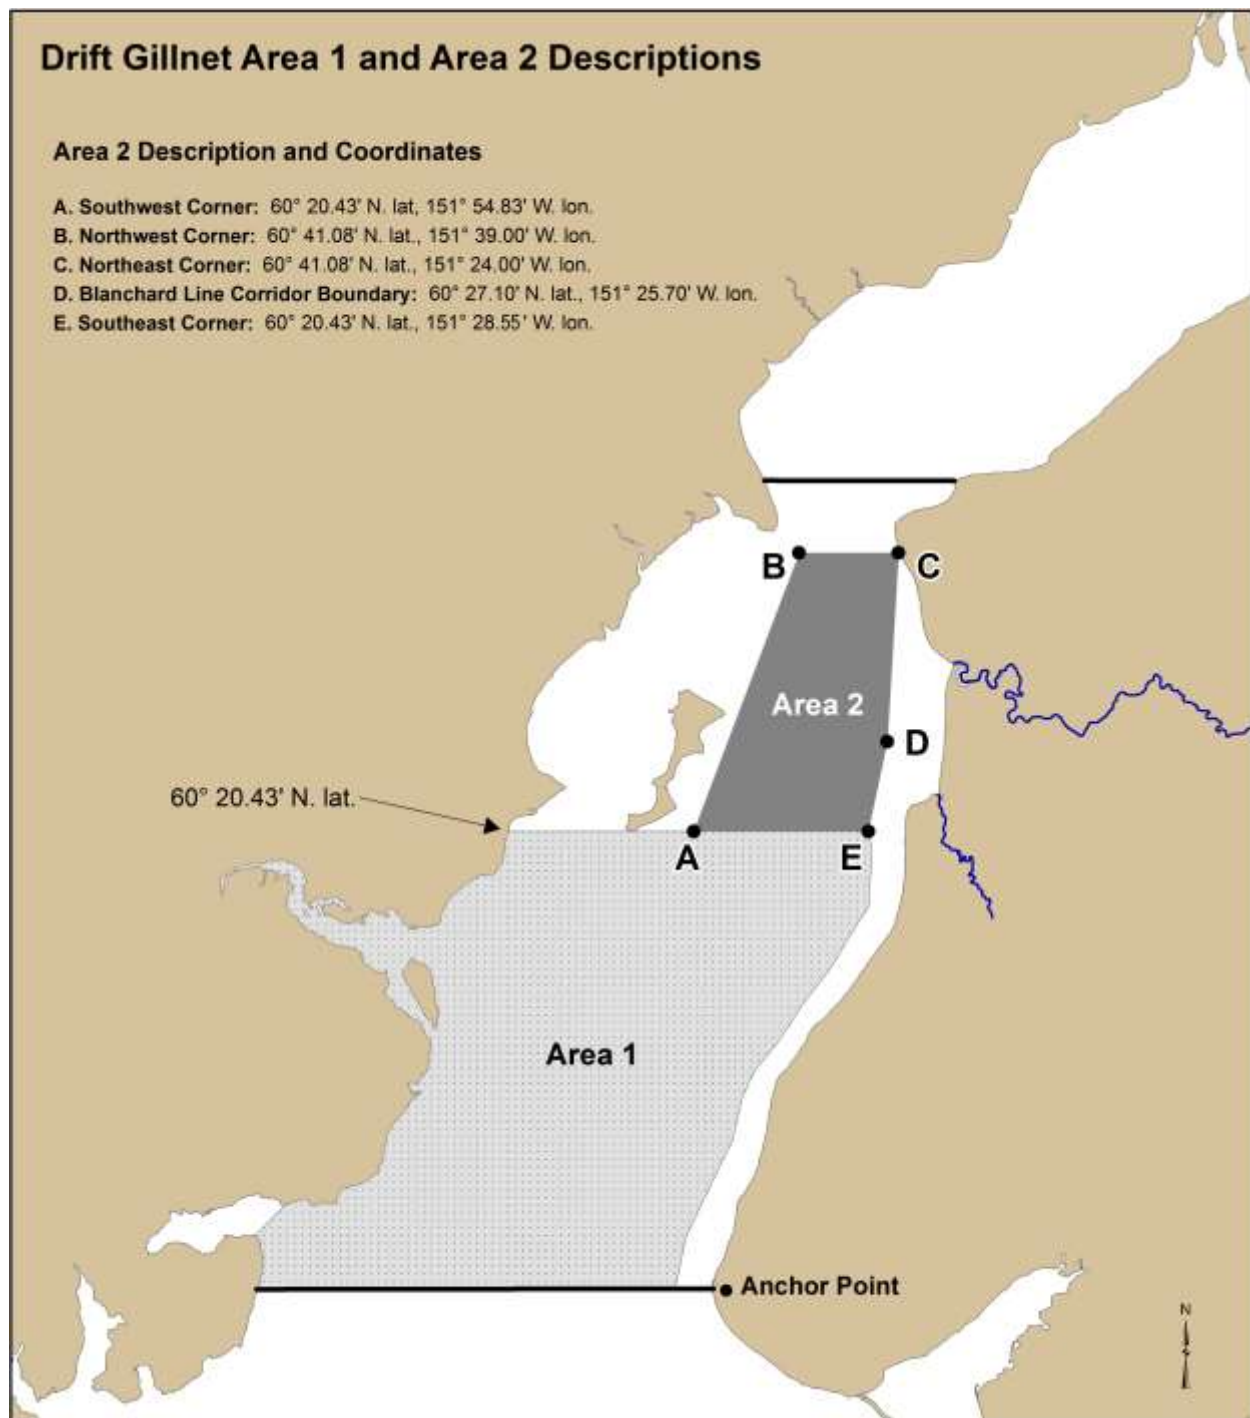 Drift Gillnet Area 1 and Area 2 Descriptions
Area 2 Description and Coordinates
A. Southwest Corner: 60° 20.43' N. lat, 151° 54.83' W. lon.
B. Northwest Corner: 60° 41.08' N. lat., 151° 39.00' W. lon.
C. Northeast Corner: 60° 41.08' N. lat., 151° 24.00' W. lon.
D. Blanchard Line Corridor Boundary: 60° 27.10' N. lat., 151° 25.70' W. lon.
E. Southeast Corner: 60° 20.43' N. lat., 151° 28.55' W. lon.
B
C
Area 2
D
60° 20.43' N. lat.
A
E
Area 1
Anchor Point
N